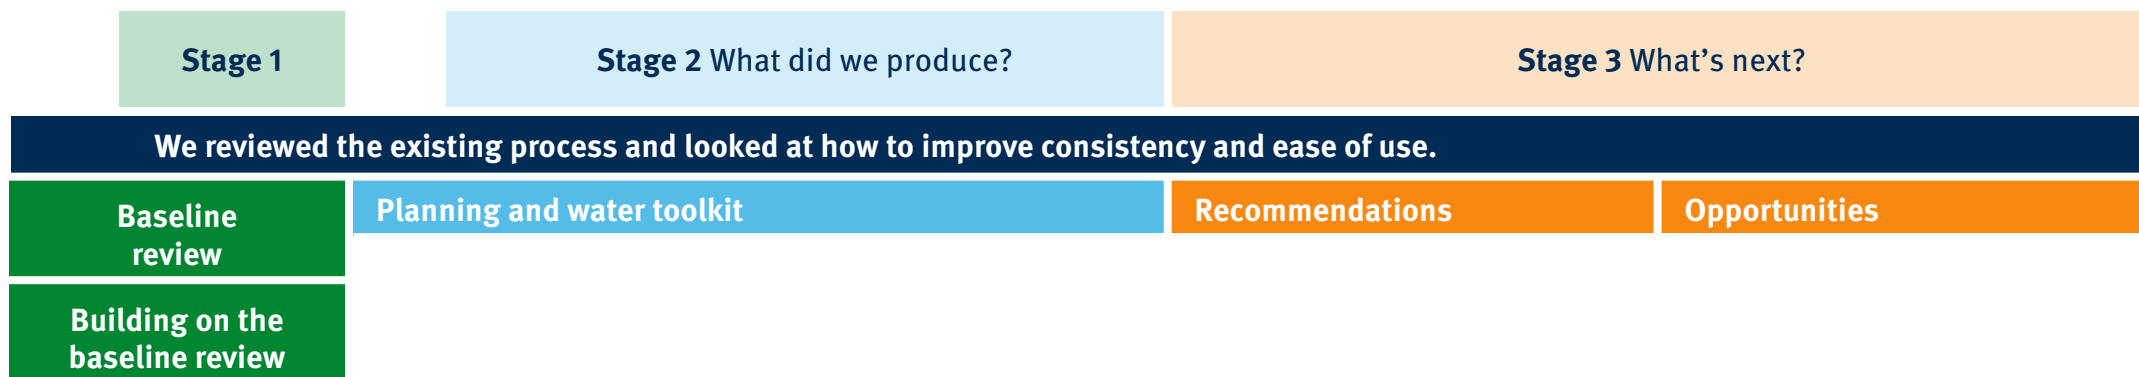 Stage 1
Stage 2 What did we produce?
Stage 3 What’s next?
We reviewed the existing process and looked at how to improve consistency and ease of use.
Baseline
review
Planning and water toolkit
Recommendations
Opportunities
Building on the
baseline review